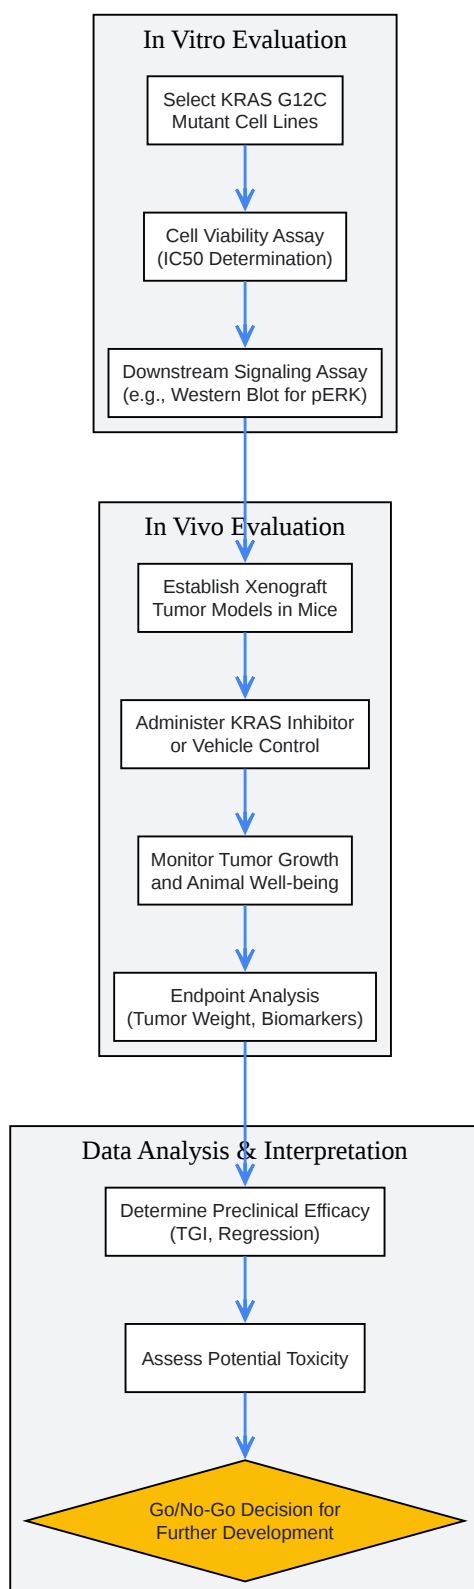 In Vitro Evaluation
Select KRAS G12C
Mutant Cell Lines
Cell Viability Assay
(IC50 Determination)
Downstream Signaling Assay
(e.g., Western Blot for pERK)
In Vivo Evaluation
Establish Xenograft
Tumor Models in Mice
Administer KRAS Inhibitor
or Vehicle Control
Monitor Tumor Growth
and Animal Well-being
Endpoint Analysis
(Tumor Weight, Biomarkers)
Data Analysis & Interpretation
Determine Preclinical Efficacy
(TGI, Regression)
Assess Potential Toxicity
Go/No-Go Decision for
Further Development